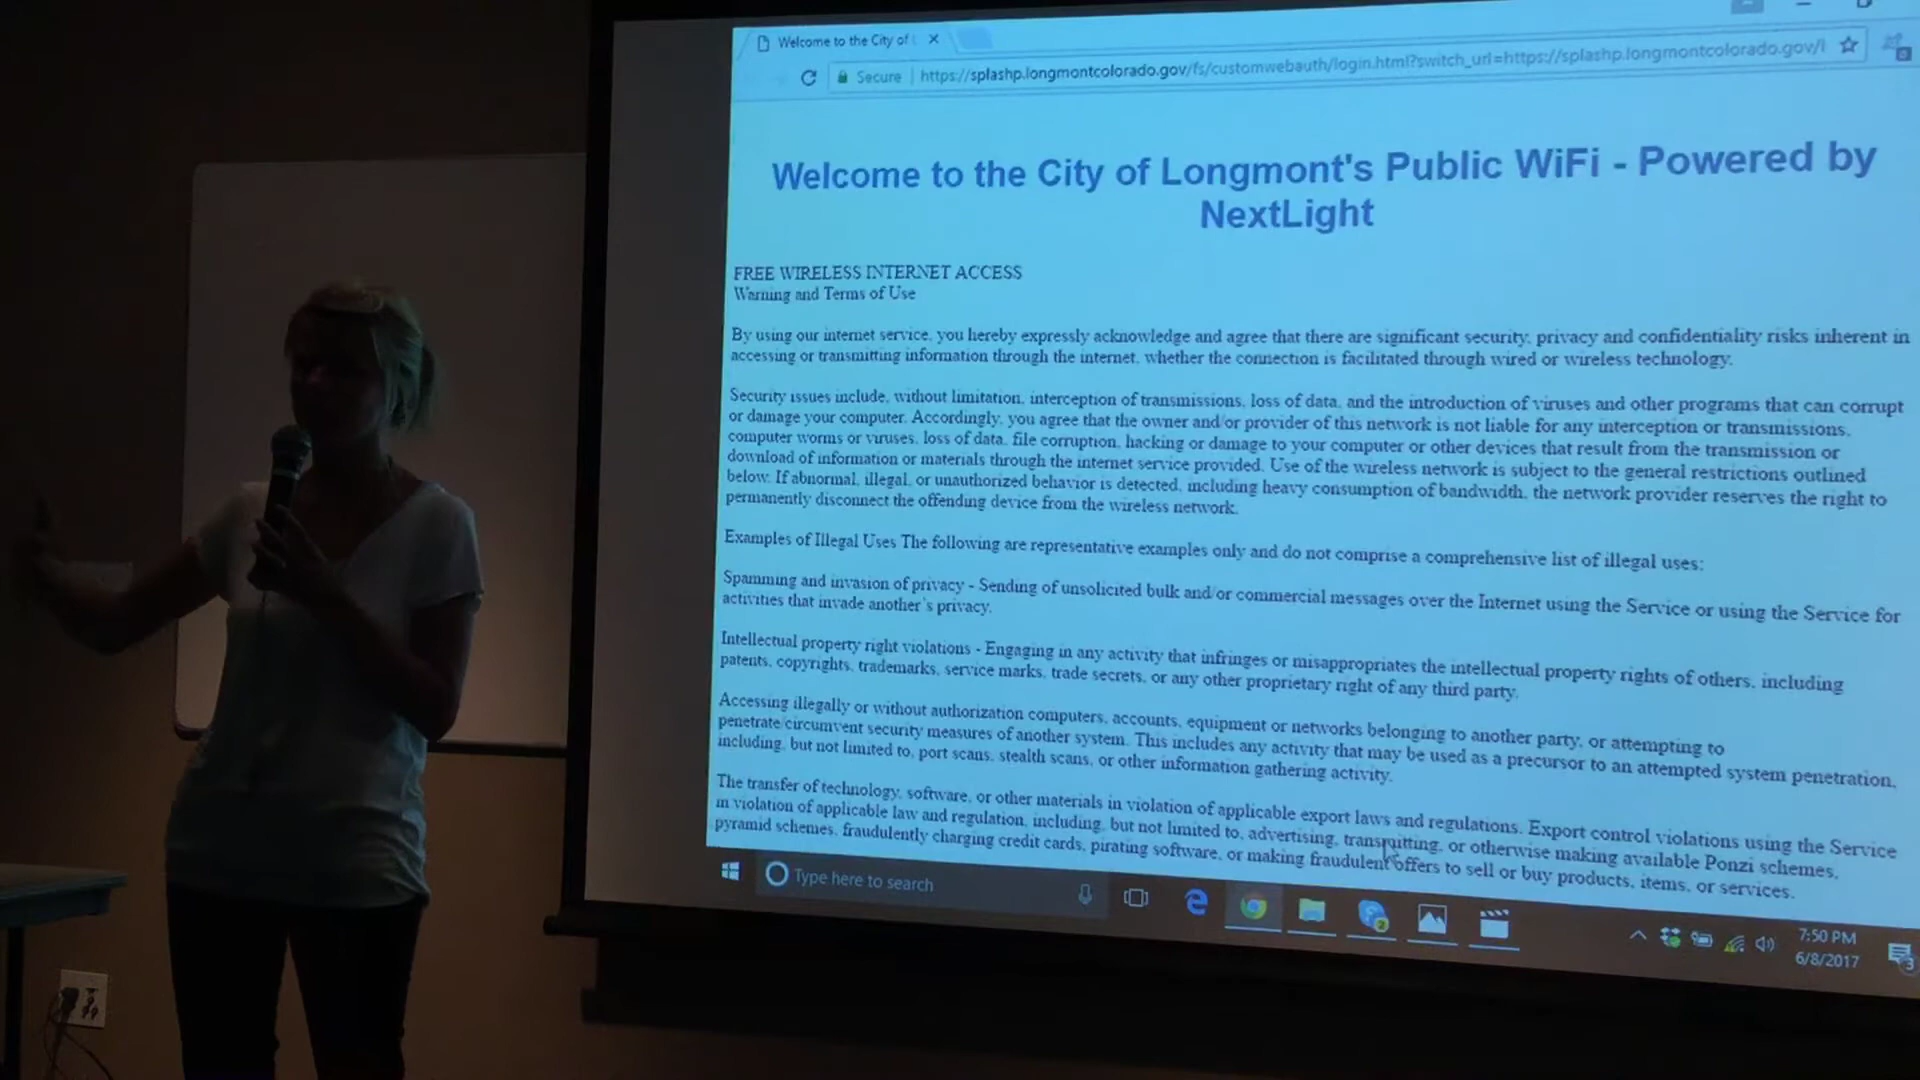 Welcome to the City of
Secure | https://splashp.longmontcolorado.gov/fs/customwebauth/login.html?switch_url=https://splashp.longmontcolorado.gov/l
Welcome to the City of Longmont's Public WiFi - Powered by
NextLight
FREE WIRELESS INTERNET ACCESS
Warning and Terms of Use
By using our internet service, you hereby expressly acknowledge and agree that there are significant security, privacy and confidentiality risks inherent in
accessing or transmitting information through the internet, whether the connection is facilitated through wired or wireless technology.
Security issues include, without limitation, interception of transmissions, loss of data, and the introduction of viruses and other programs that can corrupt
or damage your computer. Accordingly, you agree that the owner and/or provider of this network is not liable for any interception or transmissions,
computer worms or viruses, loss of data, file corruption, hacking or damage to your computer or other devices that result from the transmission or
download of information or materials through the internet service provided. Use of the wireless network is subject to the general restrictions outlined
below. If abnormal, illegal, or unauthorized behavior is detected, including heavy consumption of bandwidth, the network provider reserves the right to
permanently disconnect the offending device from the wireless network.
Examples of Illegal Uses The following are representative examples only and do not comprise a comprehensive list of illegal uses:
Spamming and invasion of privacy - Sending of unsolicited bulk and/or commercial messages over the Internet using the Service or using the Service for
activities that invade another's privacy.
Intellectual property right violations - Engaging in any activity that infringes or misappropriates the intellectual property rights of others, including
patents, copyrights, trademarks, service marks, trade secrets, or any other proprietary right of any third party.
Accessing illegally or without authorization computers, accounts, equipment or networks belonging to another party, or attempting to
penetrate/circumvent security measures of another system. This includes any activity that may be used as a precursor to an attempted system penetration,
including, but not limited to, port scans, stealth scans, or other information gathering activity.
The transfer of technology, software, or other materials in violation of applicable export laws and regulations. Export control violations using the Service
in violation of applicable law and regulation, including, but not limited to, advertising, transmitting, or otherwise making available Ponzi schemes,
pyramid schemes, fraudulently charging credit cards, pirating software, or making fraudulent offers to sell or buy products, items, or services.
Type here to search
2
7:50 PM
6/8/2017
3